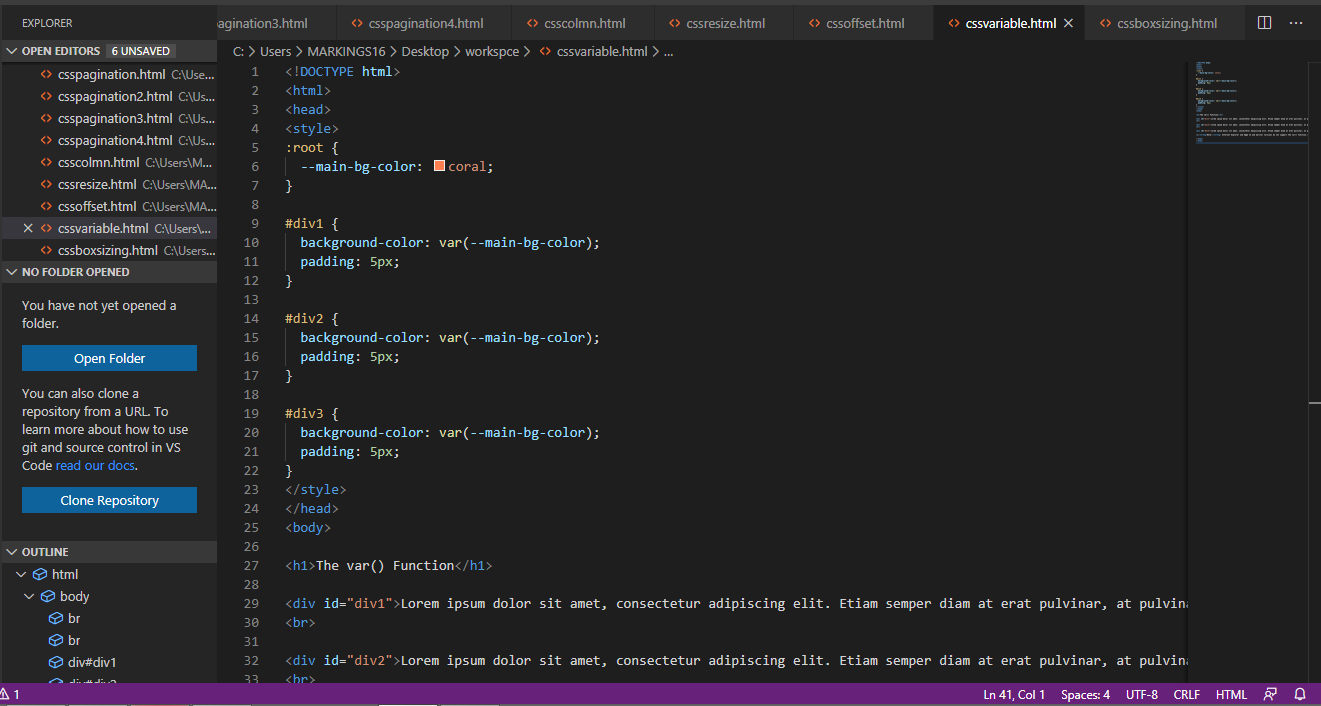 EXPLORER
OPEN EDITORS 6 UNSAVED
csspagination.html C:\Use...
csspagination2.html C:\Us...
csspagination3.html C:\Us...
csspagination4.html C:\Us...
csscolmn.html C:\Users\M...
cssresize.html C:\Users\MA...
cssoffset.html C:\Users\MA...
cssvariable.html C:\Users\...
cssboxsizing.html C:\Users...
NO FOLDER OPENED
You have not yet opened a
folder.
Open Folder
You can also clone a
repository from a URL. To
learn more about how to use
git and source control in VS
Code read our docs.
Clone Repository
OUTLINE
html
body
br
br
div#div1
agination3.html csspagination4.html csscolmn.html cssresize.html cssoffset.html cssvariable.html cssboxsizing.html ...
C: > Users > MARKINGS16 > Desktop > workspce > cssvariable.html > ...
1 <!DOCTYPE html>
2 <html>
3 <head>
4 <style>
5 :root {
6   --main-bg-color: coral;
7 }
8
9 #div1 {
10   background-color: var(--main-bg-color);
11   padding: 5px;
12 }
13
14 #div2 {
15   background-color: var(--main-bg-color);
16   padding: 5px;
17 }
18
19 #div3 {
20   background-color: var(--main-bg-color);
21   padding: 5px;
22 }
23 </style>
24 </head>
25 <body>
26
27 <h1>The var() Function</h1>
28
29 <div id="div1">Lorem ipsum dolor sit amet, consectetur adipiscing elit. Etiam semper diam at erat pulvinar, at pulvina
30 <br>
31
32 <div id="div2">Lorem ipsum dolor sit amet, consectetur adipiscing elit. Etiam semper diam at erat pulvinar, at pulvina
33 <br>
1 Ln 41, Col 1 Spaces: 4 UTF-8 CRLF HTML